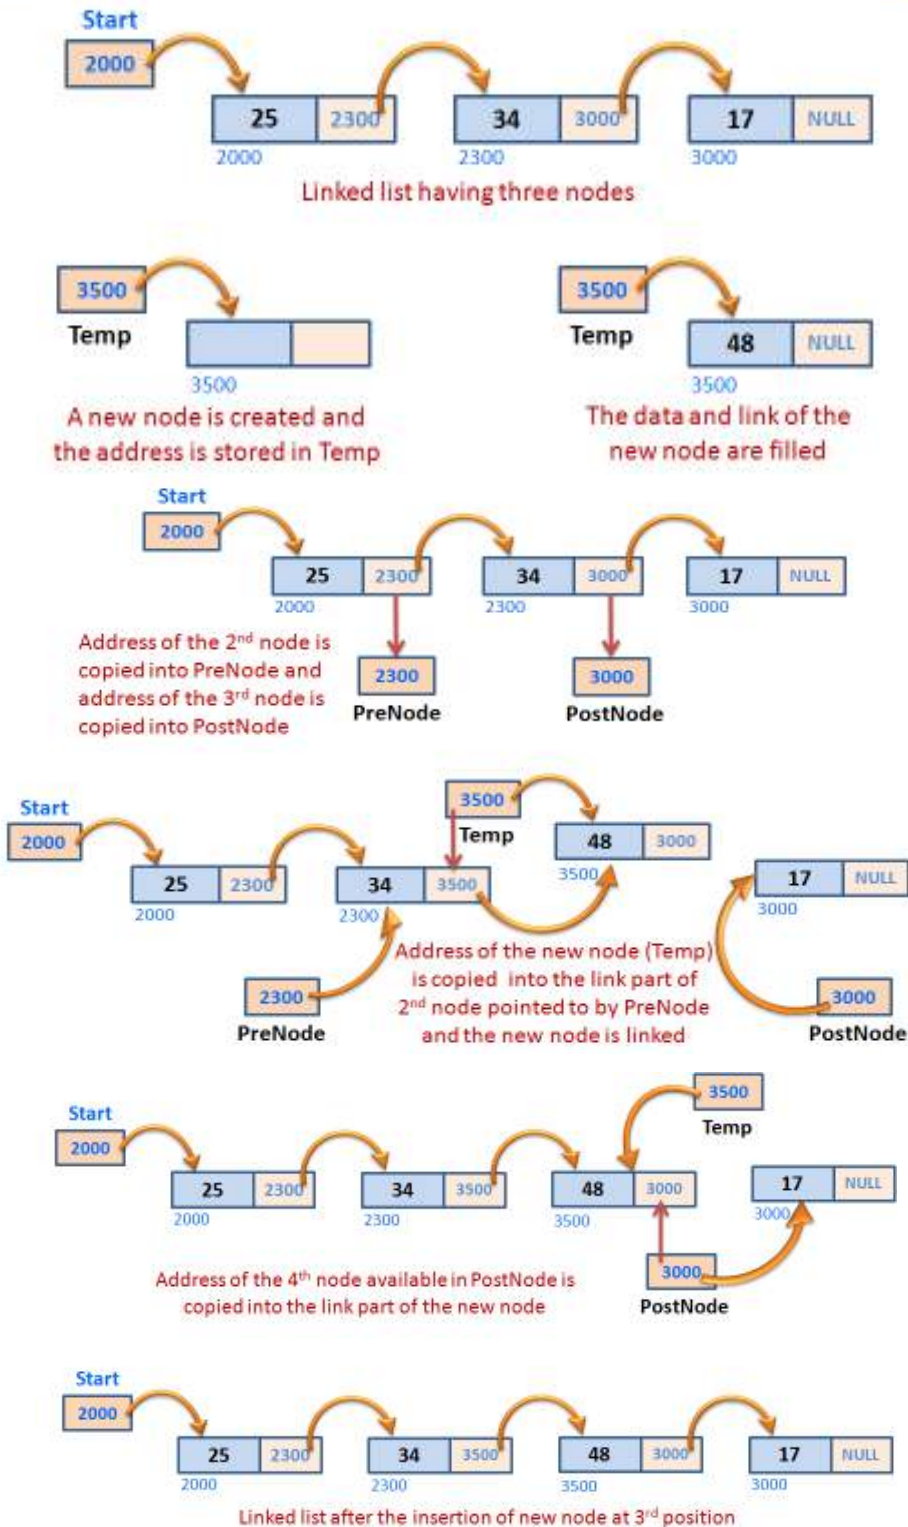 Start
2000
25 2300 34 3000 17 NULL
2000 2300 3000
Linked list having three nodes
3500 3500
Temp Temp
48 NULL
3500 3500
A new node is created and
the address is stored in Temp
The data and link of the
new node are filled
Start
2000
25 2300 34 3000 17 NULL
2000 2300 3000
Address of the 2nd node is
copied into PreNode and
address of the 3rd node is
copied into PostNode
2300 3000
PreNode PostNode
3500
Temp
Start
2000
48 3000
3500
25 2300 34 3500 17 NULL
2000 2300 3000
Address of the new node (Temp)
is copied into the link part of
2nd node pointed to by PreNode
and the new node is linked
2300 3000
PreNode PostNode
3500
Temp
Start
2000
25 2300 34 3500 48 3000 17 NULL
2000 2300 3500 3000
Address of the 4th node available in PostNode is
copied into the link part of the new node
3000
PostNode
Start
2000
25 2300 34 3500 48 3000 17 NULL
2000 2300 3500 3000
Linked list after the insertion of new node at 3rd position